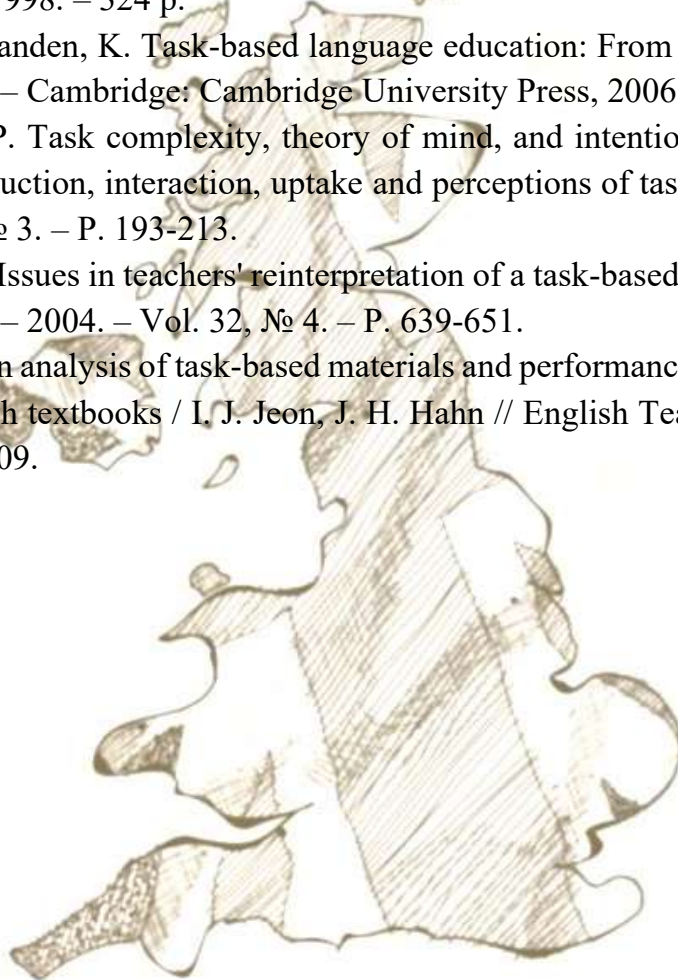 1998. – 324 p.
anden, K. Task-based language education: From
– Cambridge: Cambridge University Press, 2006
P. Task complexity, theory of mind, and intentio
uction, interaction, uptake and perceptions of tas
№ 3. – P. 193-213.
Issues in teachers' reinterpretation of a task-based
– 2004. – Vol. 32, № 4. – P. 639-651.
n analysis of task-based materials and performanc
h textbooks / I. J. Jeon, J. H. Hahn // English Tea
09.